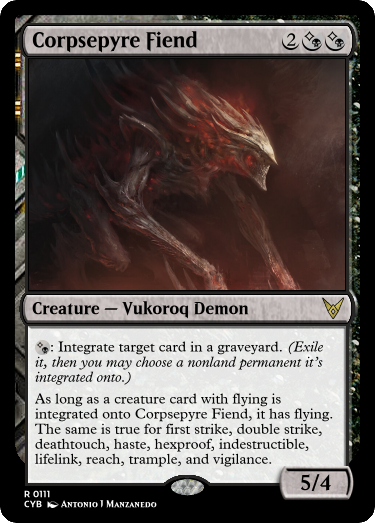 Corpsepyre Fiend 2
Creature — Vukoroq Demon
: Integrate target card in a graveyard. (Exile
it, then you may choose a nonland permanent it's
integrated onto.)
As long as a creature card with flying is
integrated onto Corpsepyre Fiend, it has flying.
The same is true for first strike, double strike,
deathtouch, haste, hexproof, indestructible,
lifelink, reach, trample, and vigilance.
5/4
R 0111
CYB Antonio J Manzanedo